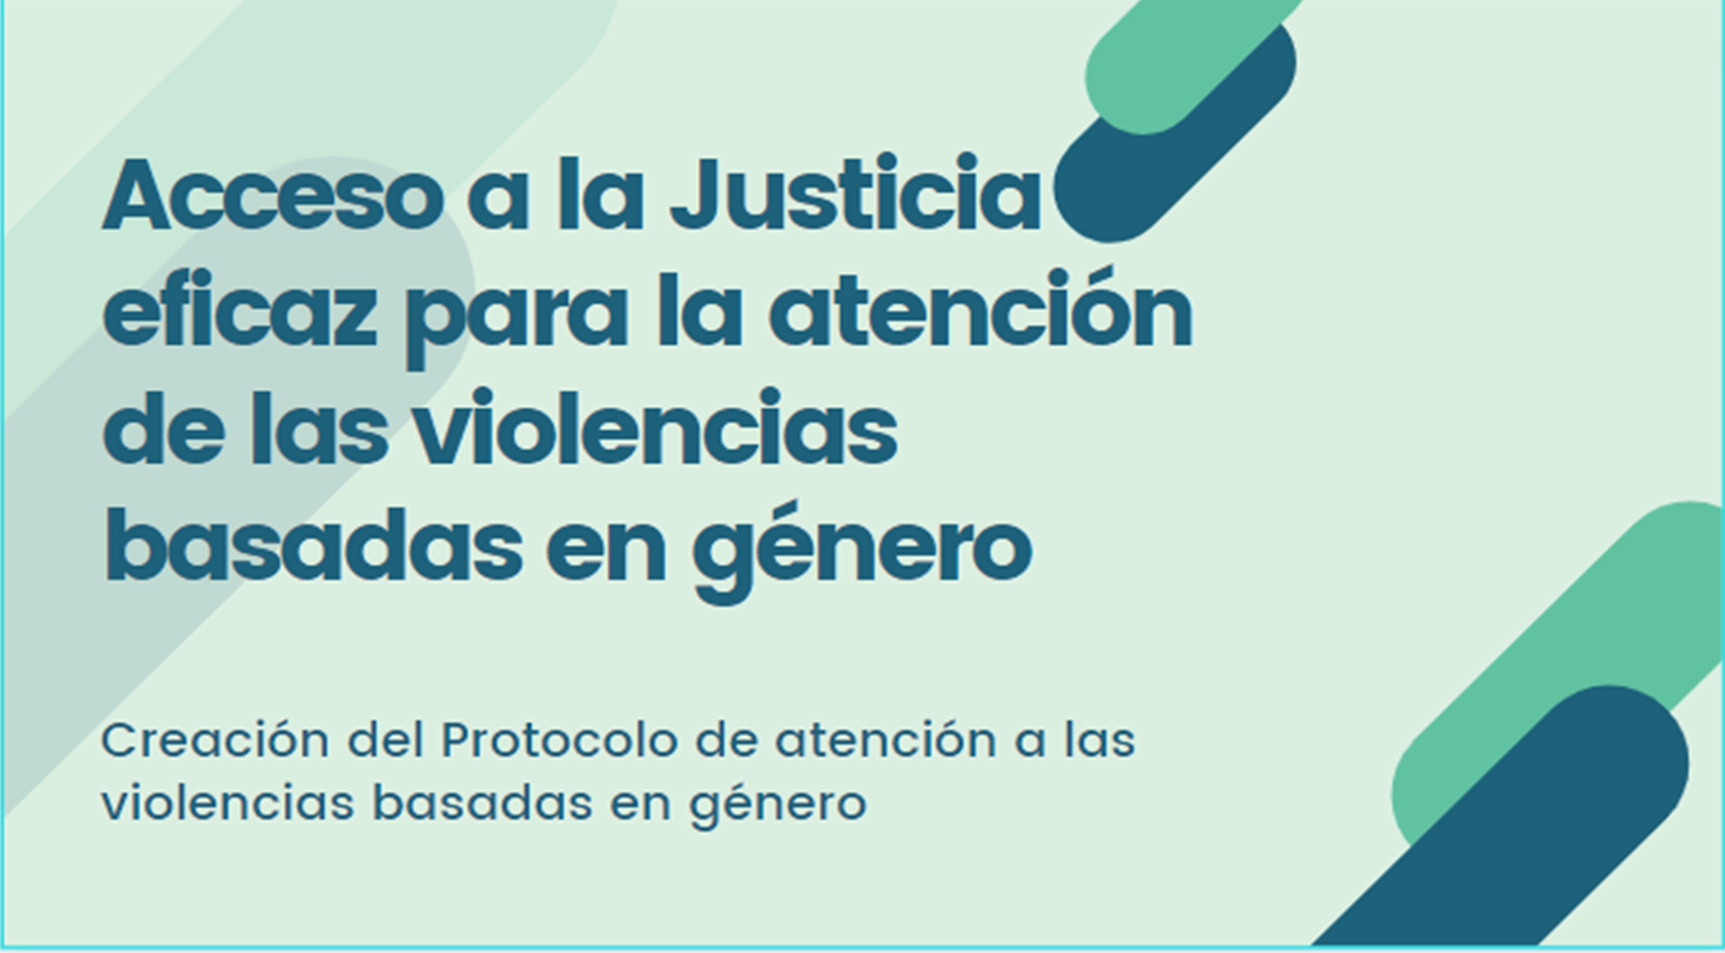 Acceso a la Justicia
eficaz para la atención
de las violencias
basadas en género
Creación del Protocolo de atención a las
violencias basadas en género